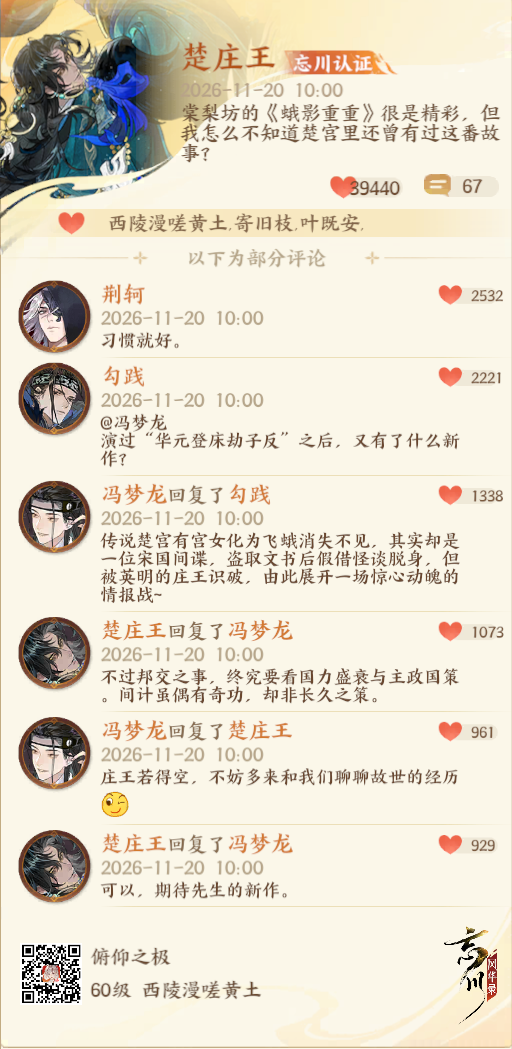 楚庄王 忘川认证
2026-11-20 10:00
棠梨坊的《蛾影重重》很是精彩，但
我怎么不知道楚宫里还曾有过这番故
事？
39440 67
西陵漫嗟黄土,寄旧枝,叶既安,
以下为部分评论
荆轲 2532
2026-11-20 10:00
习惯就好。
勾践 2221
2026-11-20 10:00
@冯梦龙
演过“华元登床劫子反”之后，又有了什么新
作？
冯梦龙回复了勾践 1338
2026-11-20 10:00
传说楚宫有宫女化为飞蛾消失不见，其实却是
一位宋国间谍，盗取文书后假借怪谈脱身，但
被英明的庄王识破，由此展开一场惊心动魄的
情报战~
楚庄王回复了冯梦龙 1073
2026-11-20 10:00
不过邦交之事，终究要看国力盛衰与主政国策
。间计虽偶有奇功，却非长久之策。
冯梦龙回复了楚庄王 961
2026-11-20 10:00
庄王若得空，不妨多来和我们聊聊故世的经历
楚庄王回复了冯梦龙 929
2026-11-20 10:00
可以，期待先生的新作。
俯仰之极
60级 西陵漫嗟黄土
忘川
风华录